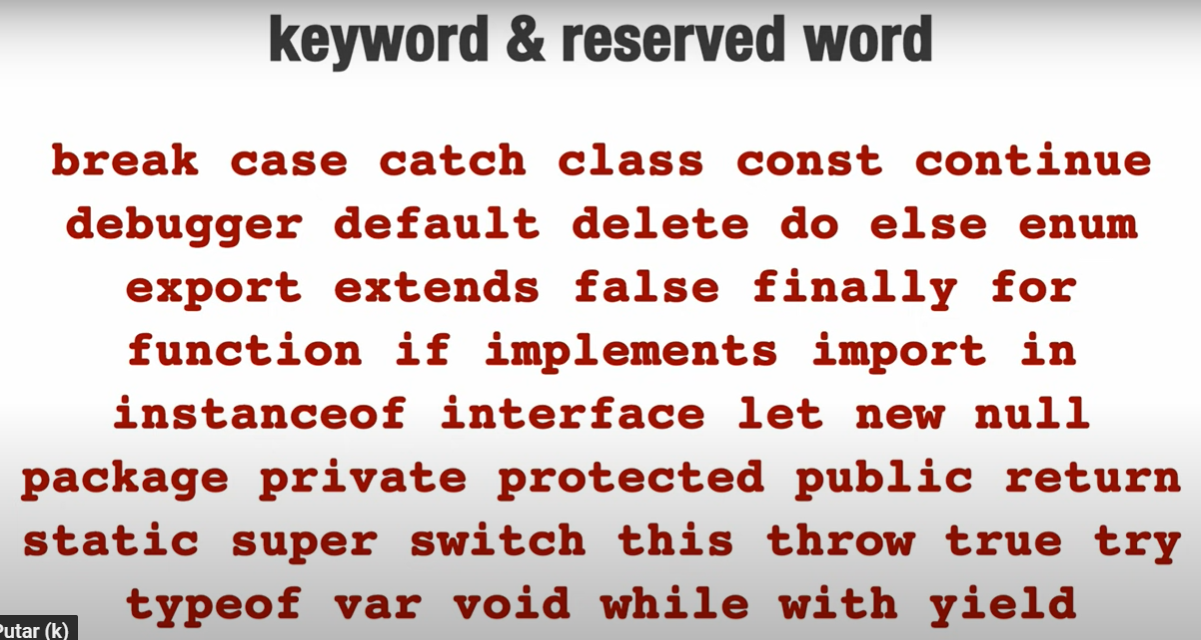 keyword & reserved word
break case catch class const continue
debugger default delete do else enum
export extends false finally for
function if implements import in
instanceof interface let new null
package private protected public return
static super switch this throw true try
typeof var void while with yield
Putar (k)